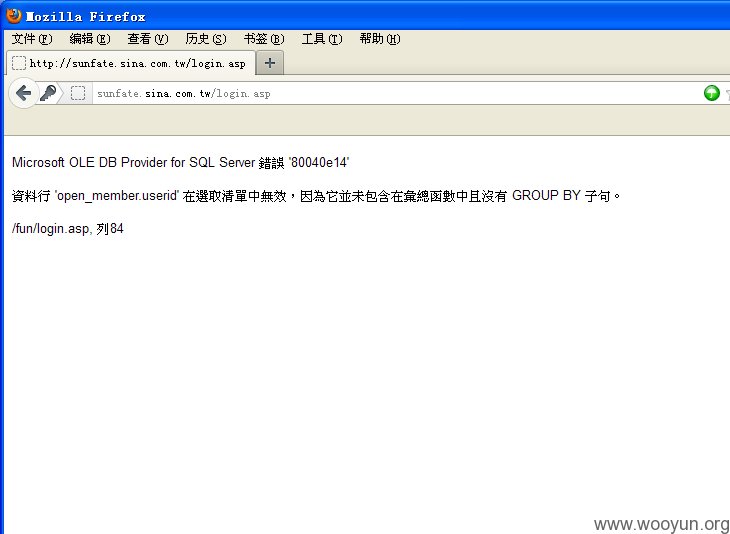 Mozilla Firefox
文件(F) 编辑(E) 查看(V) 历史(S) 书签(B) 工具(T) 帮助(H)
http://sunfate.sina.com.tw/login.asp
sunfate.sina.com.tw/login.asp
Microsoft OLE DB Provider for SQL Server 錯誤 '80040e14'
資料行 'open_member.userid' 在選取清單中無效，因為它並未包含在彙總函數中且沒有 GROUP BY 子句。
/fun/login.asp, 列84
www.wooyun.org